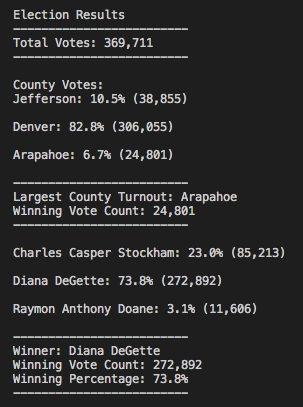 Election Results
-------------------------
Total Votes: 369,711
-------------------------
County Votes:
Jefferson: 10.5% (38,855)
Denver: 82.8% (306,055)
Arapahoe: 6.7% (24,801)
-------------------------
Largest County Turnout: Arapahoe
Winning Vote Count: 24,801
-------------------------
Charles Casper Stockham: 23.0% (85,213)
Diana DeGette: 73.8% (272,892)
Raymon Anthony Doane: 3.1% (11,606)
-------------------------
Winner: Diana DeGette
Winning Vote Count: 272,892
Winning Percentage: 73.8%
-------------------------